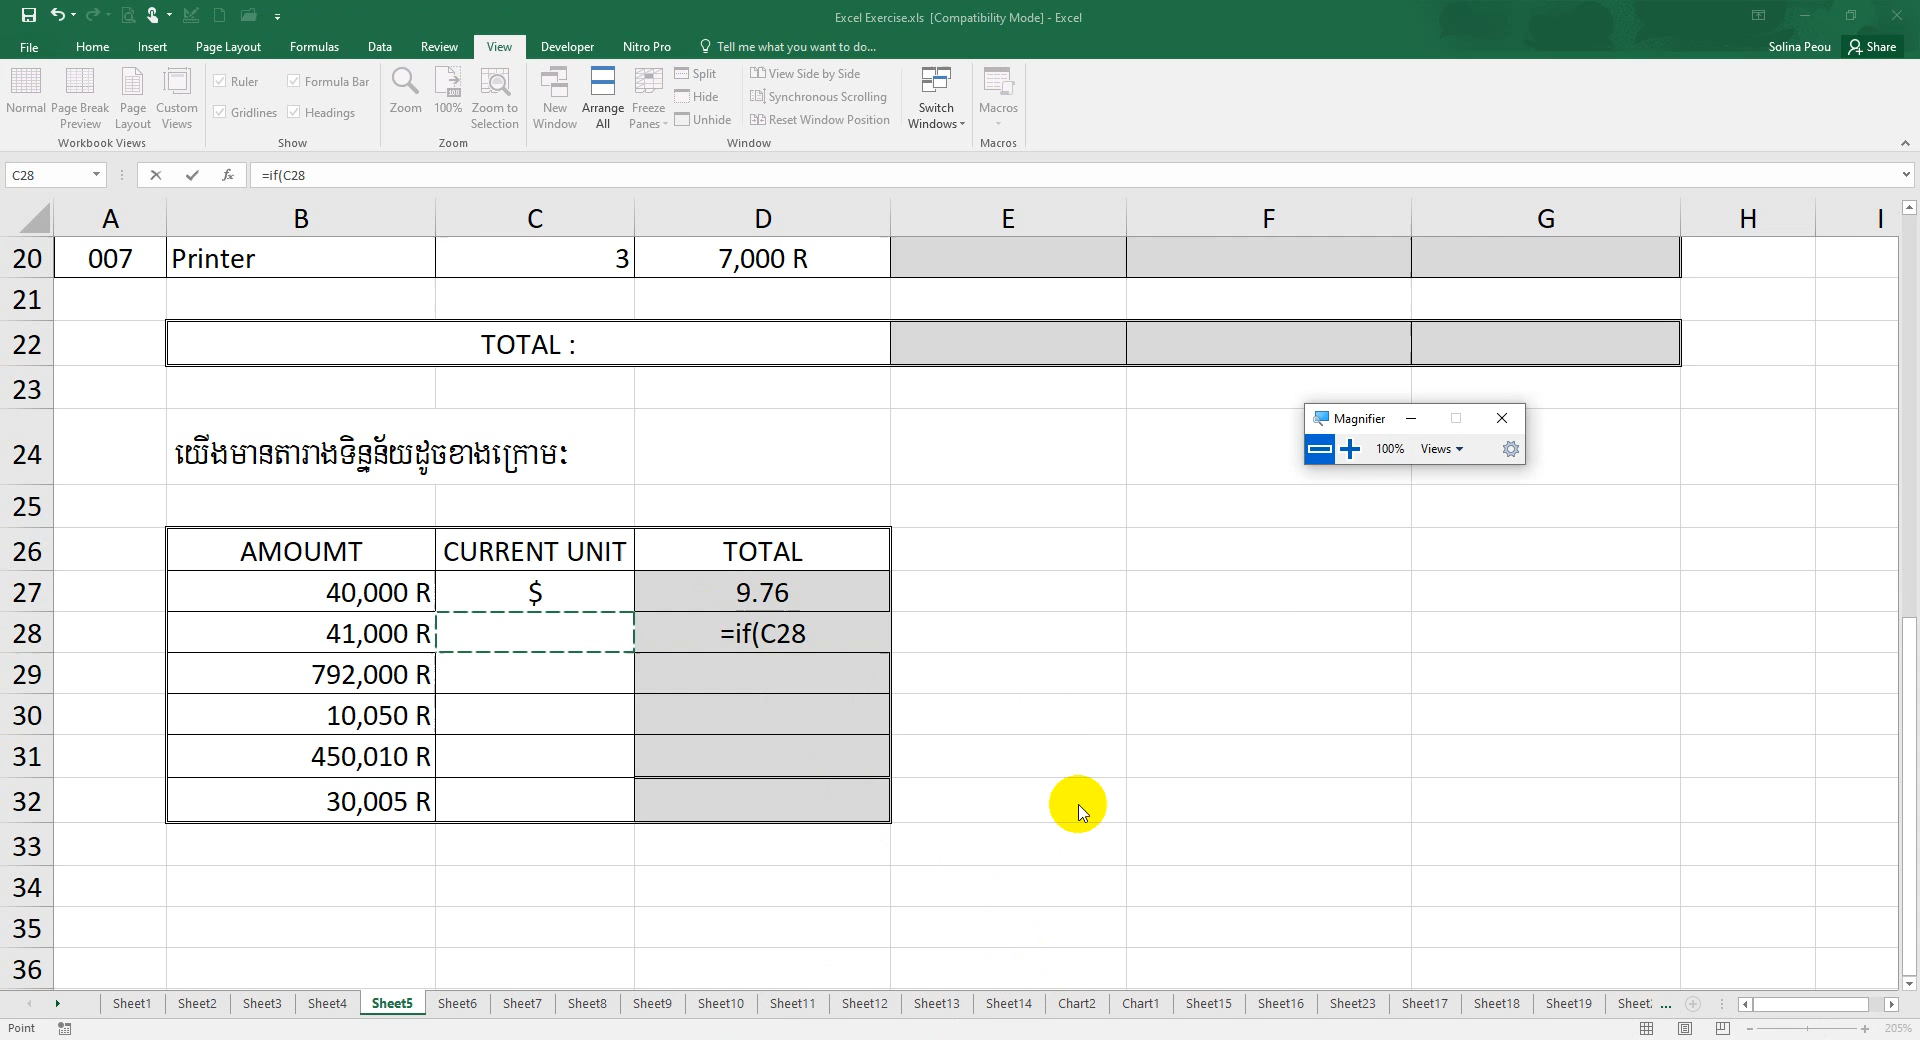 Excel Exercise.xls [Compatibility Mode] - Excel
File Home Insert Page Layout Formulas Data Review View Developer Nitro Pro Tell me what you want to do... Solina Peou Share
Normal Page Break Preview Page Layout Custom Views
Workbook Views
Ruler Formula Bar
Gridlines Headings
Show
Zoom 100% Zoom to Selection
Zoom
New Window Arrange All Freeze Panes
Split View Side by Side
Hide Synchronous Scrolling
Unhide Reset Window Position
Window
Switch Windows
Macros
Macros
C28 fx =if(C28
A B C D E F G H I
20 007 Printer 3 7,000 R
21
22 TOTAL :
23
24 យើងមានតារាងទិន្នន័យដូចខាងក្រោម:
25
26 AMOUMT CURRENT UNIT TOTAL
27 40,000 R $ 9.76
28 41,000 R =if(C28
29 792,000 R
30 10,050 R
31 450,010 R
32 30,005 R
33
34
35
36
Magnifier
100% Views
Sheet1 Sheet2 Sheet3 Sheet4 Sheet5 Sheet6 Sheet7 Sheet8 Sheet9 Sheet10 Sheet11 Sheet12 Sheet13 Sheet14 Chart2 Chart1 Sheet15 Sheet16 Sheet23 Sheet17 Sheet18 Sheet19 Sheet: ...
Point 205%